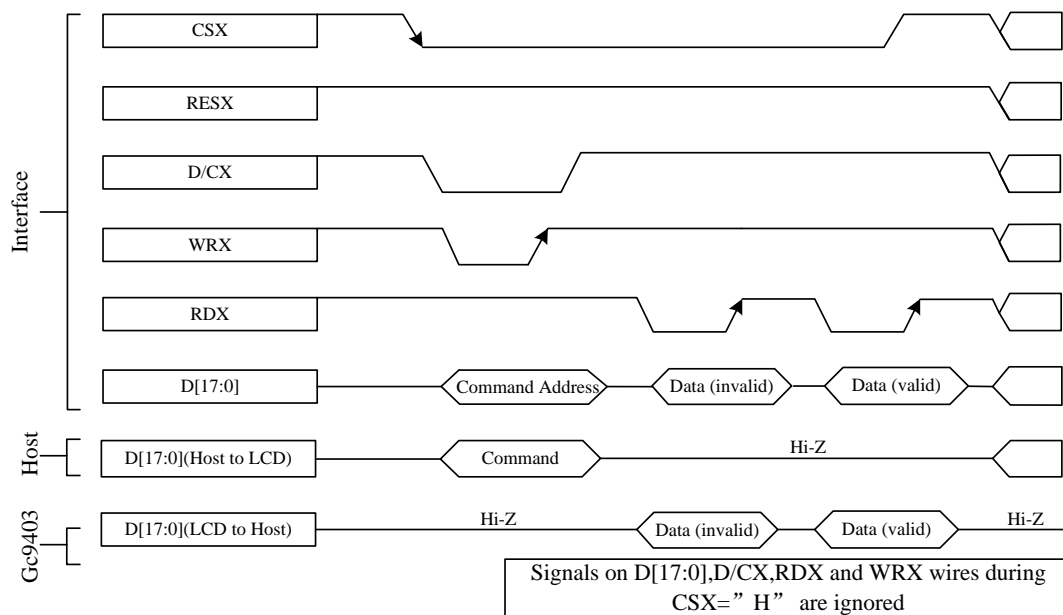 CSX
RESX
D/CX
WRX
RDX
D[17:0]
Interface
Command Address
Data (invalid)
Data (valid)
Host
D[17:0](Host to LCD)
Command
Hi-Z
Gc9403
D[17:0](LCD to Host)
Hi-Z
Data (invalid)
Data (valid)
Hi-Z
Signals on D[17:0],D/CX,RDX and WRX wires during
CSX=” H” are ignored